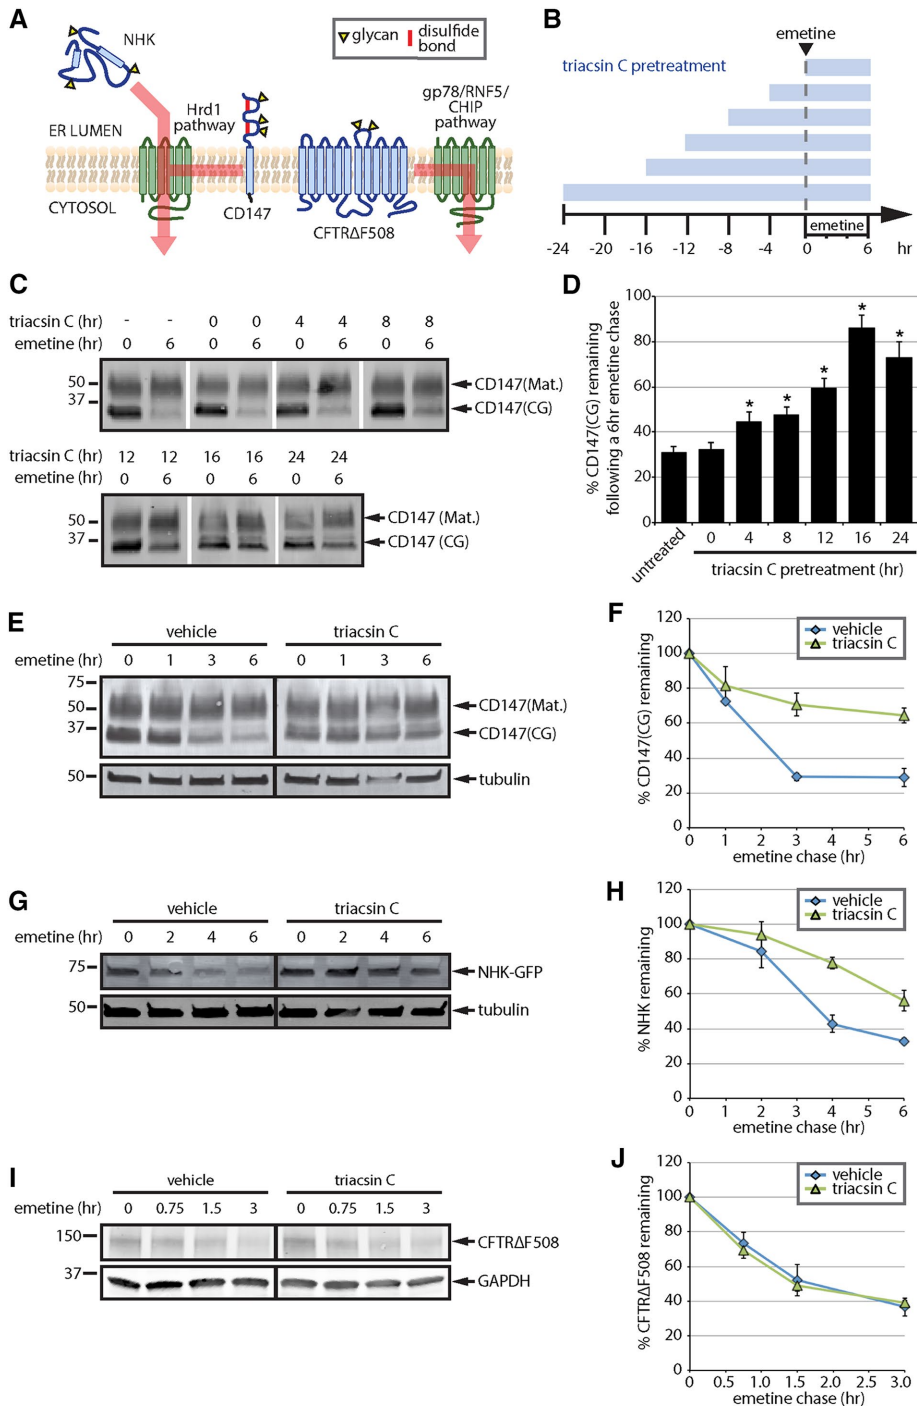 A
NHK
glycan
disulfide
bond
Hrd1
pathway
gp78/RNF5/
CHIP
pathway
ER LUMEN
CYTOSOL
CD147
CFTRΔF508
B
emetine
triacsin C pretreatment
emetine
-24 -20 -16 -12 -8 -4 0 6 hr
C
triacsin C (hr) - - 0 0 4 4 8 8
emetine (hr) 0 6 0 6 0 6 0 6
50
37
CD147(Mat.)
CD147(CG)
triacsin C (hr) 12 12 16 16 24 24
emetine (hr) 0 6 0 6 0 6
50
37
CD147 (Mat.)
CD147 (CG)
D
% CD147(CG) remaining
following a 6hr emetine chase
100
80
60
40
20
0
* * * * * *
untreated 0 4 8 12 16 24
triacsin C pretreatment (hr)
E
vehicle triacsin C
emetine (hr) 0 1 3 6 0 1 3 6
75
50
37
CD147(Mat.)
CD147(CG)
50
tubulin
F
% CD147(CG) remaining
120
100
80
60
40
20
0
vehicle
triacsin C
0 1 2 3 4 5 6
emetine chase (hr)
G
vehicle triacsin C
emetine (hr) 0 2 4 6 0 2 4 6
75
NHK-GFP
50
tubulin
H
% NHK remaining
120
100
80
60
40
20
0
vehicle
triacsin C
0 1 2 3 4 5 6
emetine chase (hr)
I
vehicle triacsin C
emetine (hr) 0 0.75 1.5 3 0 0.75 1.5 3
150
CFTRΔF508
37
GAPDH
J
% CFTRΔF508 remaining
120
100
80
60
40
20
0
vehicle
triacsin C
0 0.5 1.0 1.5 2.0 2.5 3.0
emetine chase (hr)